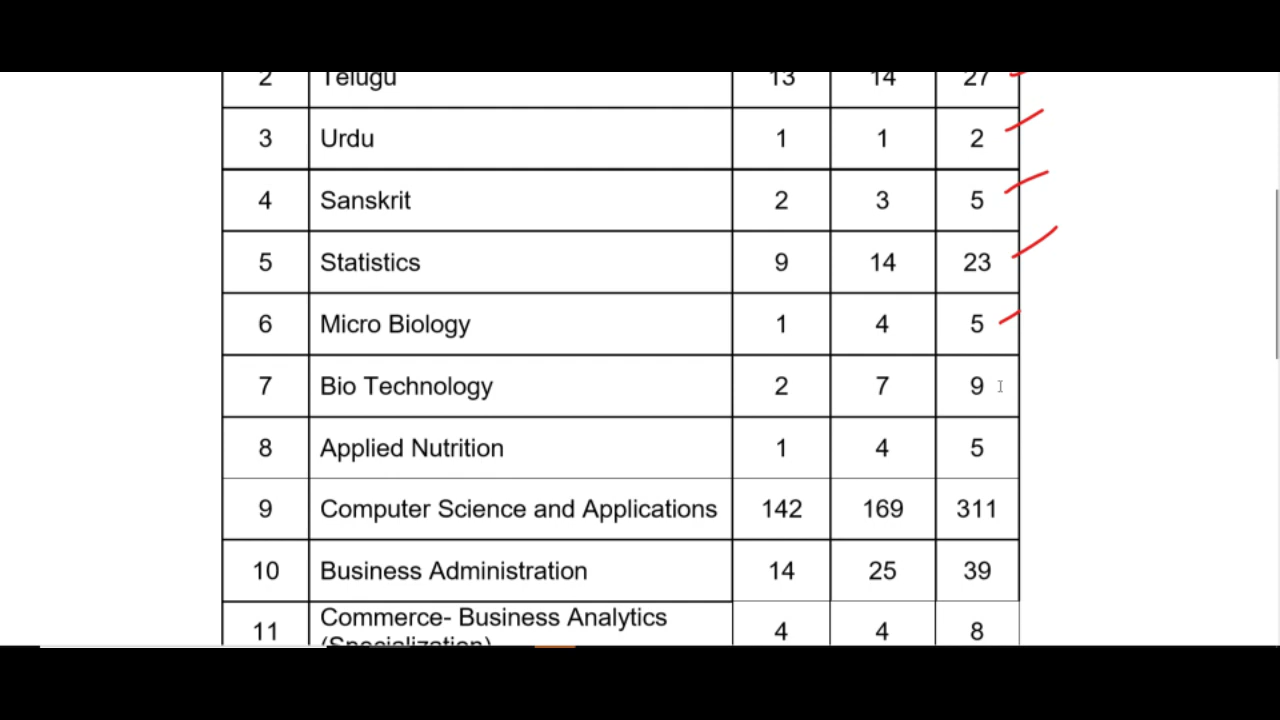 2 Telugu 13 14 27
3 Urdu 1 1 2
4 Sanskrit 2 3 5
5 Statistics 9 14 23
6 Micro Biology 1 4 5
7 Bio Technology 2 7 9
8 Applied Nutrition 1 4 5
9 Computer Science and Applications 142 169 311
10 Business Administration 14 25 39
11 Commerce- Business Analytics 4 4 8
(Specialization)